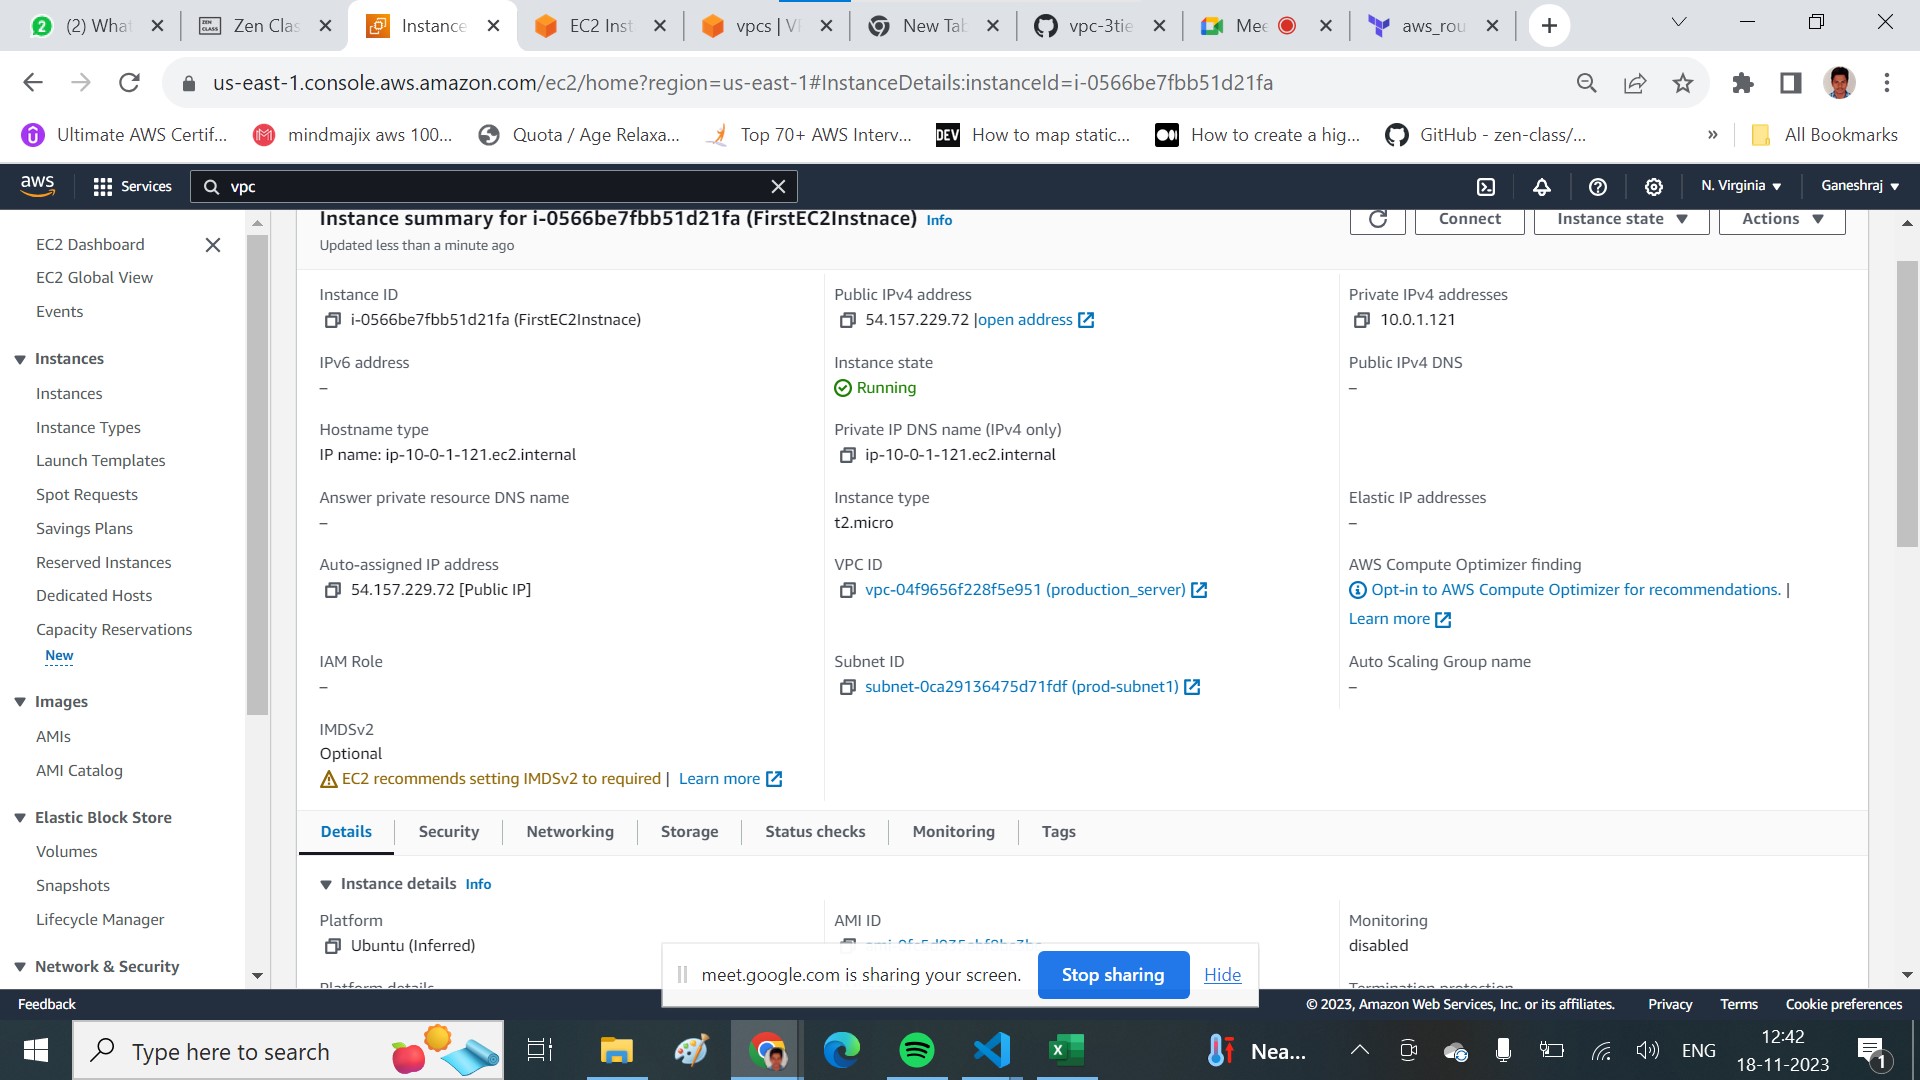 (2) What
Zen Clas
Instance
EC2 Inst
vpcs | V
New Tab
vpc-3tie
Mee
aws_rou
us-east-1.console.aws.amazon.com/ec2/home?region=us-east-1#InstanceDetails:instanceId=i-0566be7fbb51d21fa
Ultimate AWS Certif...
mindmajix aws 100...
Quota / Age Relaxa...
Top 70+ AWS Interv...
DEV How to map static...
How to create a hig...
GitHub - zen-class/...
»
All Bookmarks
aws
Services
vpc
N. Virginia
Ganeshraj
EC2 Dashboard
EC2 Global View
Events
Instances
Instances
Instance Types
Launch Templates
Spot Requests
Savings Plans
Reserved Instances
Dedicated Hosts
Capacity Reservations
New
Images
AMIs
AMI Catalog
Elastic Block Store
Volumes
Snapshots
Lifecycle Manager
Network & Security
Instance summary for i-0566be7fbb51d21fa (FirstEC2Instnace) Info
Updated less than a minute ago
Connect
Instance state
Actions
Instance ID
i-0566be7fbb51d21fa (FirstEC2Instnace)
Public IPv4 address
54.157.229.72 |open address
Private IPv4 addresses
10.0.1.121
IPv6 address
–
Instance state
Running
Public IPv4 DNS
–
Hostname type
IP name: ip-10-0-1-121.ec2.internal
Private IP DNS name (IPv4 only)
ip-10-0-1-121.ec2.internal
Answer private resource DNS name
–
Instance type
t2.micro
Elastic IP addresses
–
Auto-assigned IP address
54.157.229.72 [Public IP]
VPC ID
vpc-04f9656f228f5e951 (production_server)
AWS Compute Optimizer finding
Opt-in to AWS Compute Optimizer for recommendations. |
Learn more
IAM Role
–
Subnet ID
subnet-0ca29136475d71fdf (prod-subnet1)
Auto Scaling Group name
–
IMDSv2
Optional
EC2 recommends setting IMDSv2 to required | Learn more
Details
Security
Networking
Storage
Status checks
Monitoring
Tags
Instance details Info
Platform
Ubuntu (Inferred)
AMI ID
Monitoring
disabled
Platform details
Termination protection
meet.google.com is sharing your screen.
Stop sharing
Hide
Feedback
© 2023, Amazon Web Services, Inc. or its affiliates.
Privacy
Terms
Cookie preferences
Type here to search
Nea...
ENG
12:42
18-11-2023
1